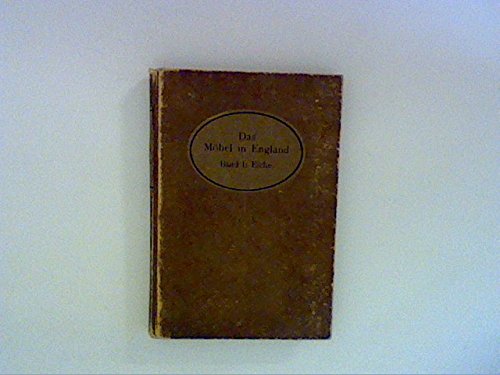 Das
Möbel in England
Band I: Eiche